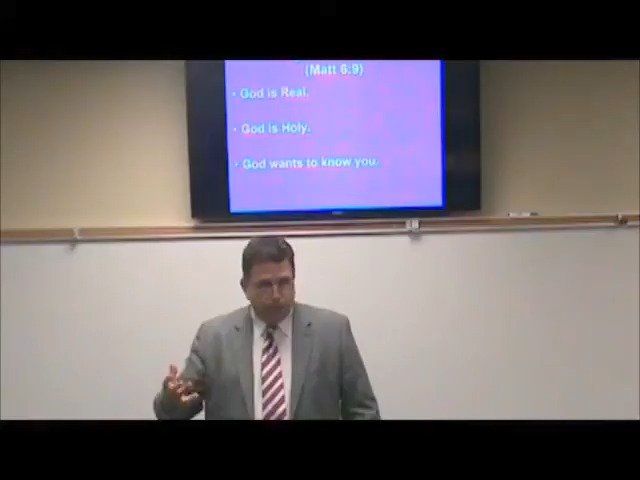 (Matt 6:9)
• God is Real.
• God is Holy.
• God wants to know you.